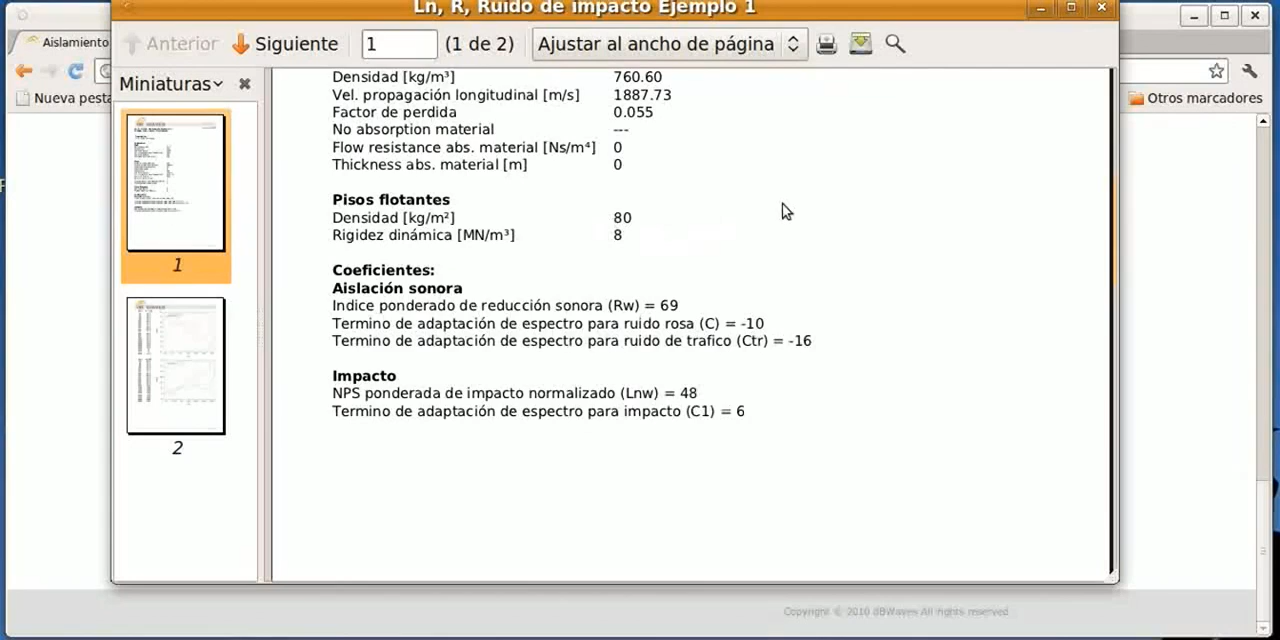 Ln, R, Ruido de impacto Ejemplo 1
Aislamiento
Anterior
Siguiente
1
(1 de 2)
Ajustar al ancho de página
Nueva pesta
Otros marcadores
Miniaturas
1
2
Densidad [kg/m³] 760.60
Vel. propagación longitudinal [m/s] 1887.73
Factor de perdida 0.055
No absorption material ---
Flow resistance abs. material [Ns/m⁴] 0
Thickness abs. material [m] 0
Pisos flotantes
Densidad [kg/m²] 80
Rigidez dinámica [MN/m³] 8
Coeficientes:
Aislación sonora
Indice ponderado de reducción sonora (Rw) = 69
Termino de adaptación de espectro para ruido rosa (C) = -10
Termino de adaptación de espectro para ruido de trafico (Ctr) = -16
Impacto
NPS ponderada de impacto normalizado (Lnw) = 48
Termino de adaptación de espectro para impacto (C1) = 6
Copyright © 2010 dBWaves All rights reserved